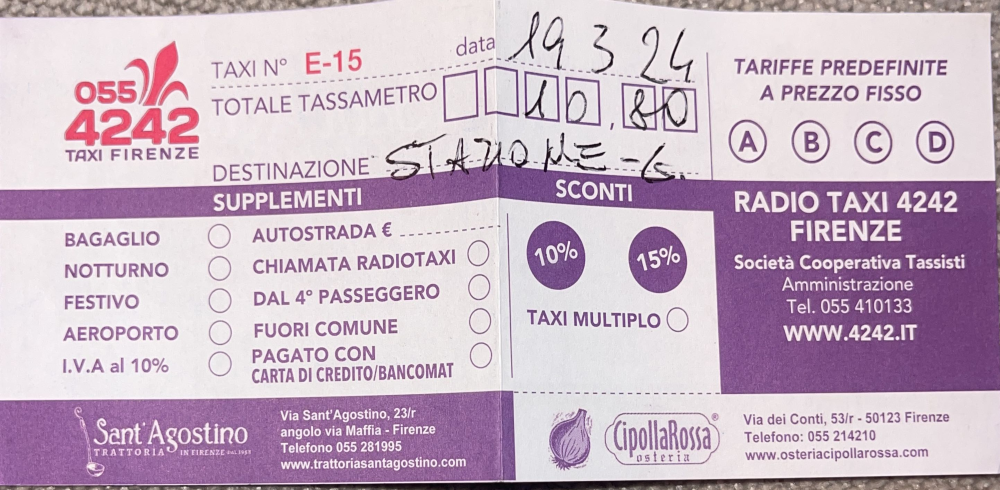 055
4242
TAXI FIRENZE
TAXI N° E-15
data 19 3 24
TOTALE TASSAMETRO 10,80
DESTINAZIONE STAZIONE - G.
TARIFFE PREDEFINITE
A PREZZO FISSO
A B C D
SUPPLEMENTI
BAGAGLIO
NOTTURNO
FESTIVO
AEROPORTO
I.V.A al 10%
AUTOSTRADA €
CHIAMATA RADIOTAXI
DAL 4° PASSEGGERO
FUORI COMUNE
PAGATO CON
CARTA DI CREDITO/BANCOMAT
SCONTI
10% 15%
TAXI MULTIPLO
RADIO TAXI 4242
FIRENZE
Società Cooperativa Tassisti
Amministrazione
Tel. 055 410133
WWW.4242.IT
Sant'Agostino
TRATTORIA IN FIRENZE
Via Sant'Agostino, 23/r
angolo via Maffia - Firenze
Telefono 055 281995
www.trattoriasantagostino.com
CipollaRossa®
osteria
Via dei Conti, 53/r - 50123 Firenze
Telefono: 055 214210
www.osteriacipollarossa.com